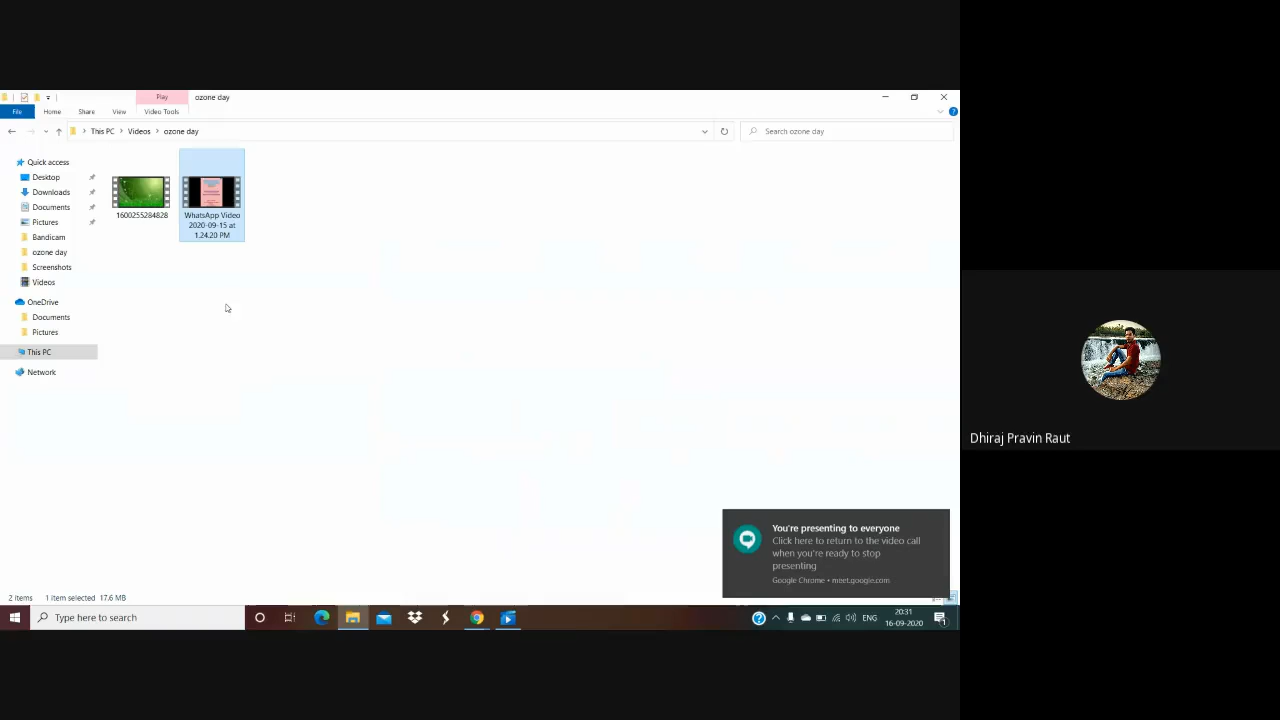 Play
ozone day
File
Home
Share
View
Video Tools
This PC
Videos
ozone day
Search ozone day
Quick access
Desktop
Downloads
Documents
Pictures
Bandicam
ozone day
Screenshots
Videos
OneDrive
Documents
Pictures
This PC
Network
1600255284828
WhatsApp Video
2020-09-15 at
1.24.20 PM
Dhiraj Pravin Raut
You're presenting to everyone
Click here to return to the video call
when you're ready to stop
presenting
Google Chrome • meet.google.com
2 items
1 item selected 17.6 MB
Type here to search
ENG
20:31
16-09-2020